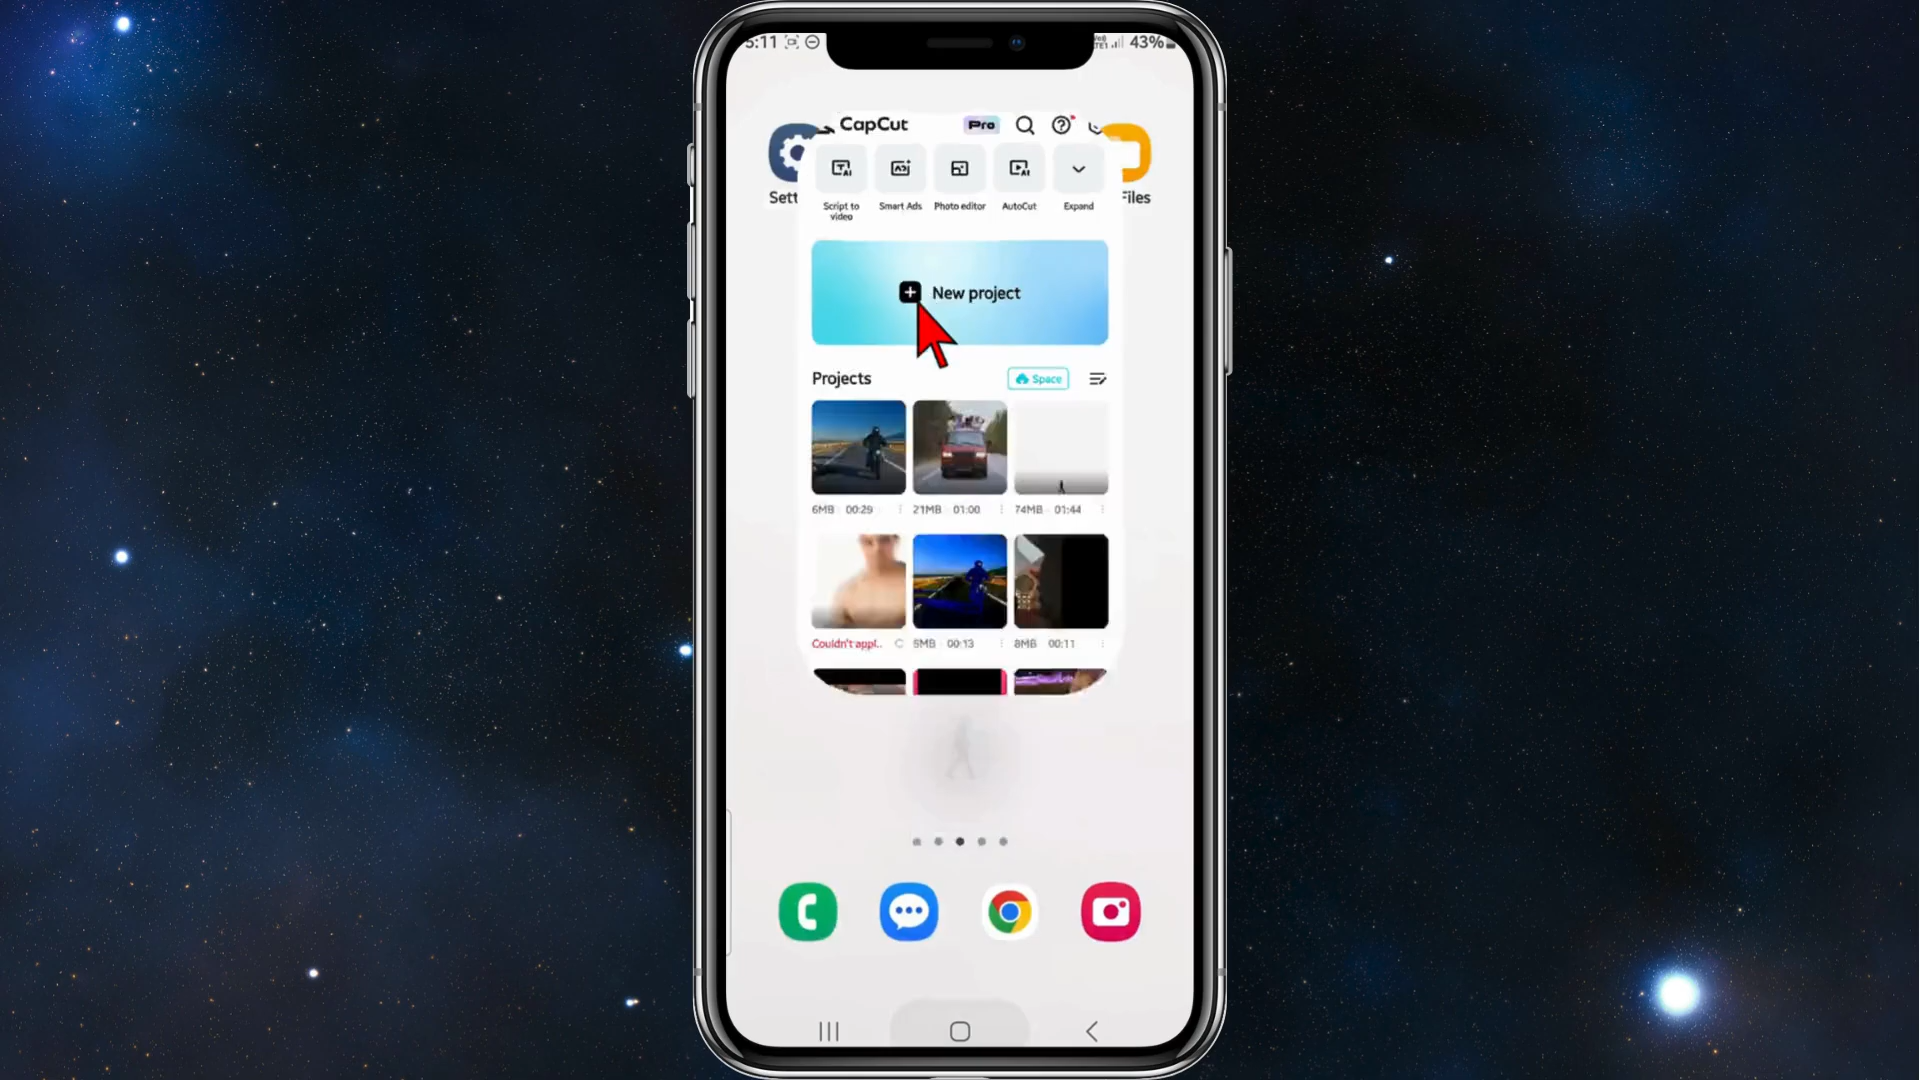 5:11 43%
CapCut Pro
Sett Files
Script to video Smart Ads Photo editor AutoCut Expand
New project
Projects Space
6MB 00:29 21MB 01:00 74MB 01:44
Couldn't appl.. 5MB 00:13 8MB 00:11